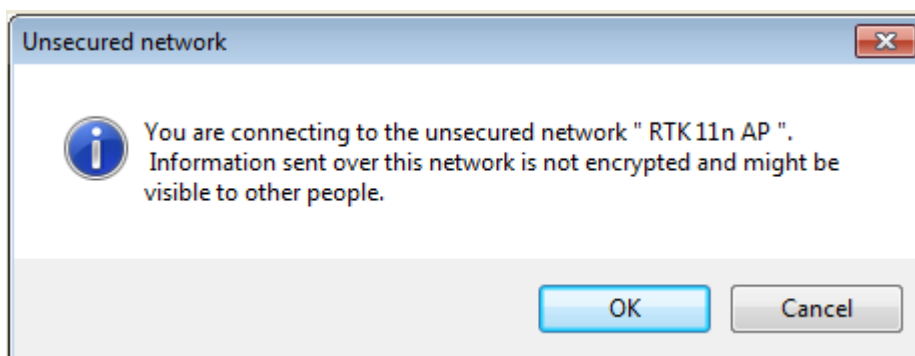 Unsecured network
You are connecting to the unsecured network " RTK 11n AP ".
Information sent over this network is not encrypted and might be
visible to other people.
OK
Cancel